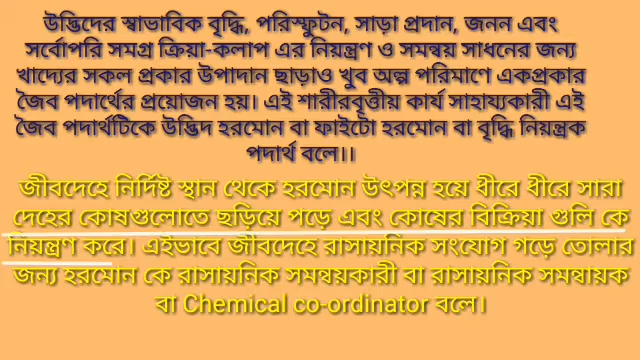 উদ্ভিদের স্বাভাবিক বৃদ্ধি, পরিস্ফুটন, সাড়া প্রদান, জনন এবং
সর্বোপরি সমগ্র ক্রিয়া-কলাপ এর নিয়ন্ত্রণ ও সমন্বয় সাধনের জন্য
খাদ্যের সকল প্রকার উপাদান ছাড়াও খুব অল্প পরিমাণে একপ্রকার
জৈব পদার্থের প্রয়োজন হয়। এই শারীরবৃত্তীয় কার্য সাহায্যকারী এই
জৈব পদার্থটিকে উদ্ভিদ হরমোন বা ফাইটো হরমোন বা বৃদ্ধি নিয়ন্ত্রক
পদার্থ বলে।।
জীবদেহে নির্দিষ্ট স্থান থেকে হরমোন উৎপন্ন হয়ে ধীরে ধীরে সারা
দেহের কোষগুলোতে ছড়িয়ে পড়ে এবং কোষের বিক্রিয়া গুলি কে
নিয়ন্ত্রণ করে। এইভাবে জীবদেহে রাসায়নিক সংযোগ গড়ে তোলার
জন্য হরমোন কে রাসায়নিক সমন্বয়কারী বা রাসায়নিক সমন্বায়ক
বা Chemical co-ordinator বলে।